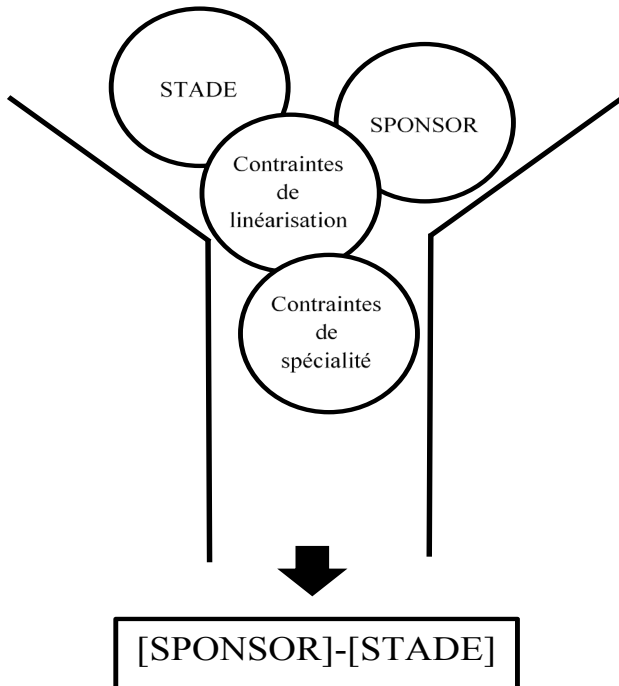 STADE
SPONSOR
Contraintes
de
linéarisation
Contraintes
de
spécialité
[SPONSOR]-[STADE]